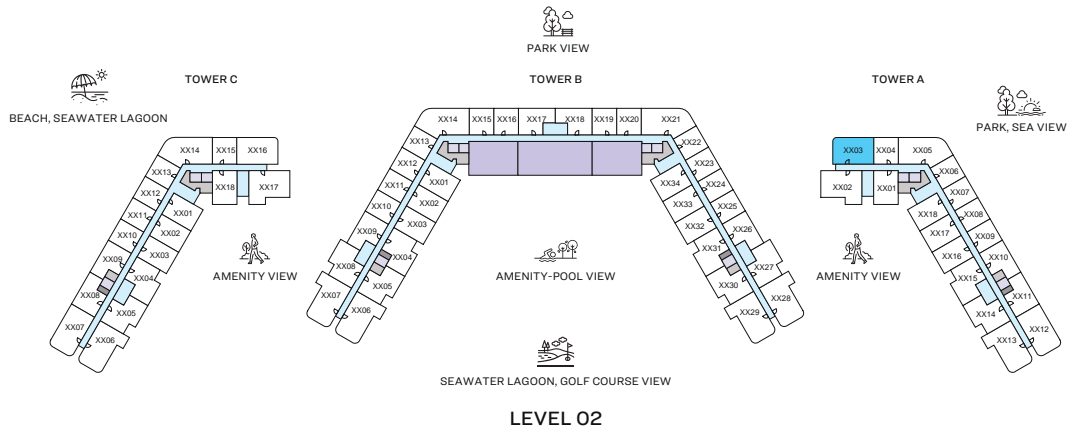 PARK VIEW
TOWER C
TOWER B
TOWER A
BEACH, SEAWATER LAGOON
PARK, SEA VIEW
XX14
XX15
XX16
XX13
XX12
XX11
XX10
XX09
XX08
XX07
XX06
XX05
XX04
XX03
XX02
XX01
XX18
XX17
AMENITY VIEW
XX14
XX15
XX16
XX17
XX18
XX19
XX20
XX21
XX13
XX12
XX11
XX10
XX09
XX08
XX07
XX06
XX05
XX04
XX03
XX02
XX01
XX22
XX23
XX24
XX25
XX26
XX27
XX28
XX29
XX30
XX31
XX32
XX33
XX34
AMENITY-POOL VIEW
XX03
XX04
XX05
XX02
XX01
XX06
XX07
XX08
XX09
XX10
XX11
XX12
XX13
XX14
XX15
XX16
XX17
XX18
AMENITY VIEW
SEAWATER LAGOON, GOLF COURSE VIEW
LEVEL 02